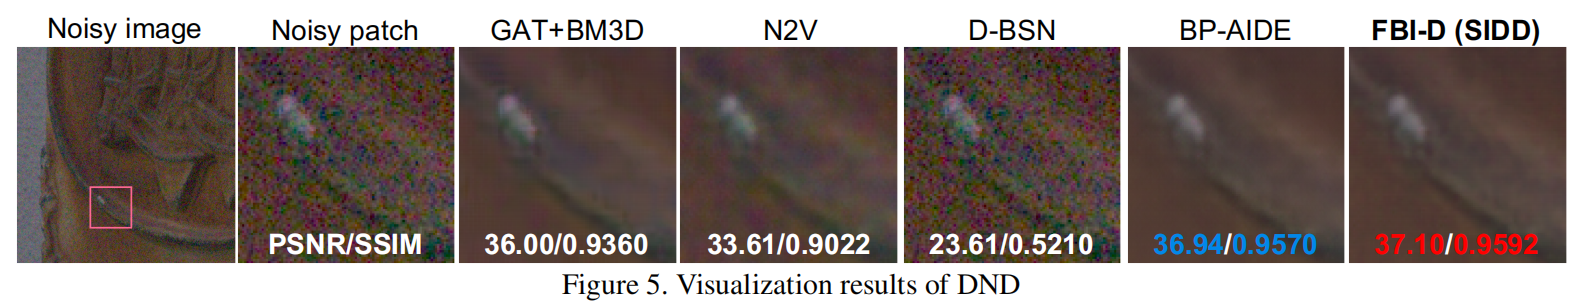 Noisy image Noisy patch GAT+BM3D N2V D-BSN BP-AIDE FBI-D (SIDD)
PSNR/SSIM 36.00/0.9360 33.61/0.9022 23.61/0.5210 36.94/0.9570 37.10/0.9592
Figure 5. Visualization results of DND